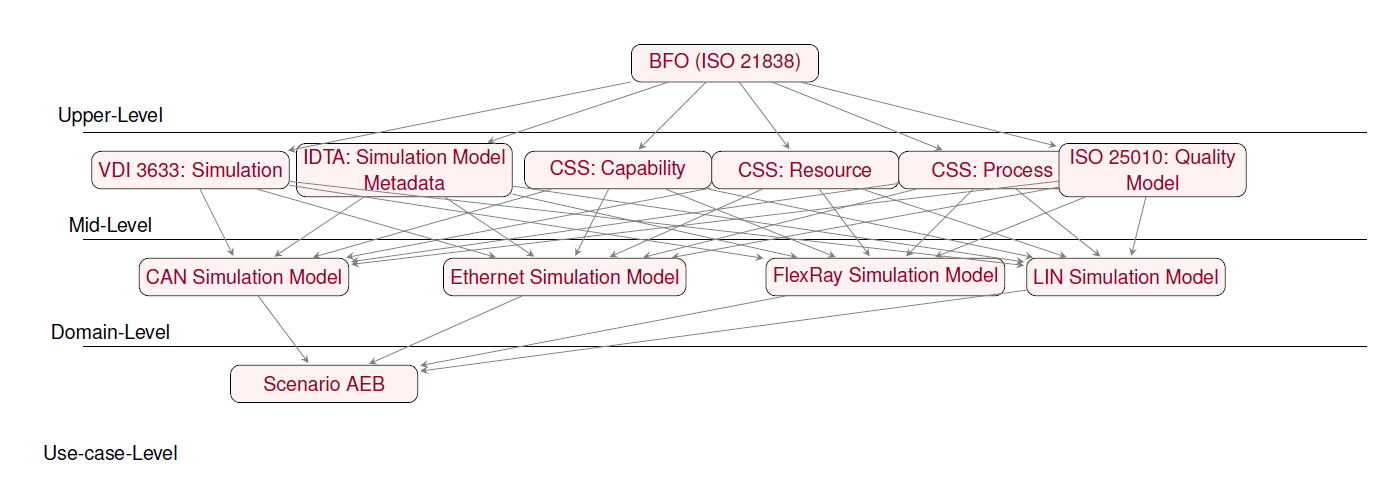 BFO (ISO 21838)
Upper-Level
VDI 3633: Simulation
IDTA: Simulation Model
Metadata
CSS: Capability
CSS: Resource
CSS: Process
ISO 25010: Quality
Model
Mid-Level
CAN Simulation Model
Ethernet Simulation Model
FlexRay Simulation Model
LIN Simulation Model
Domain-Level
Scenario AEB
Use-case-Level